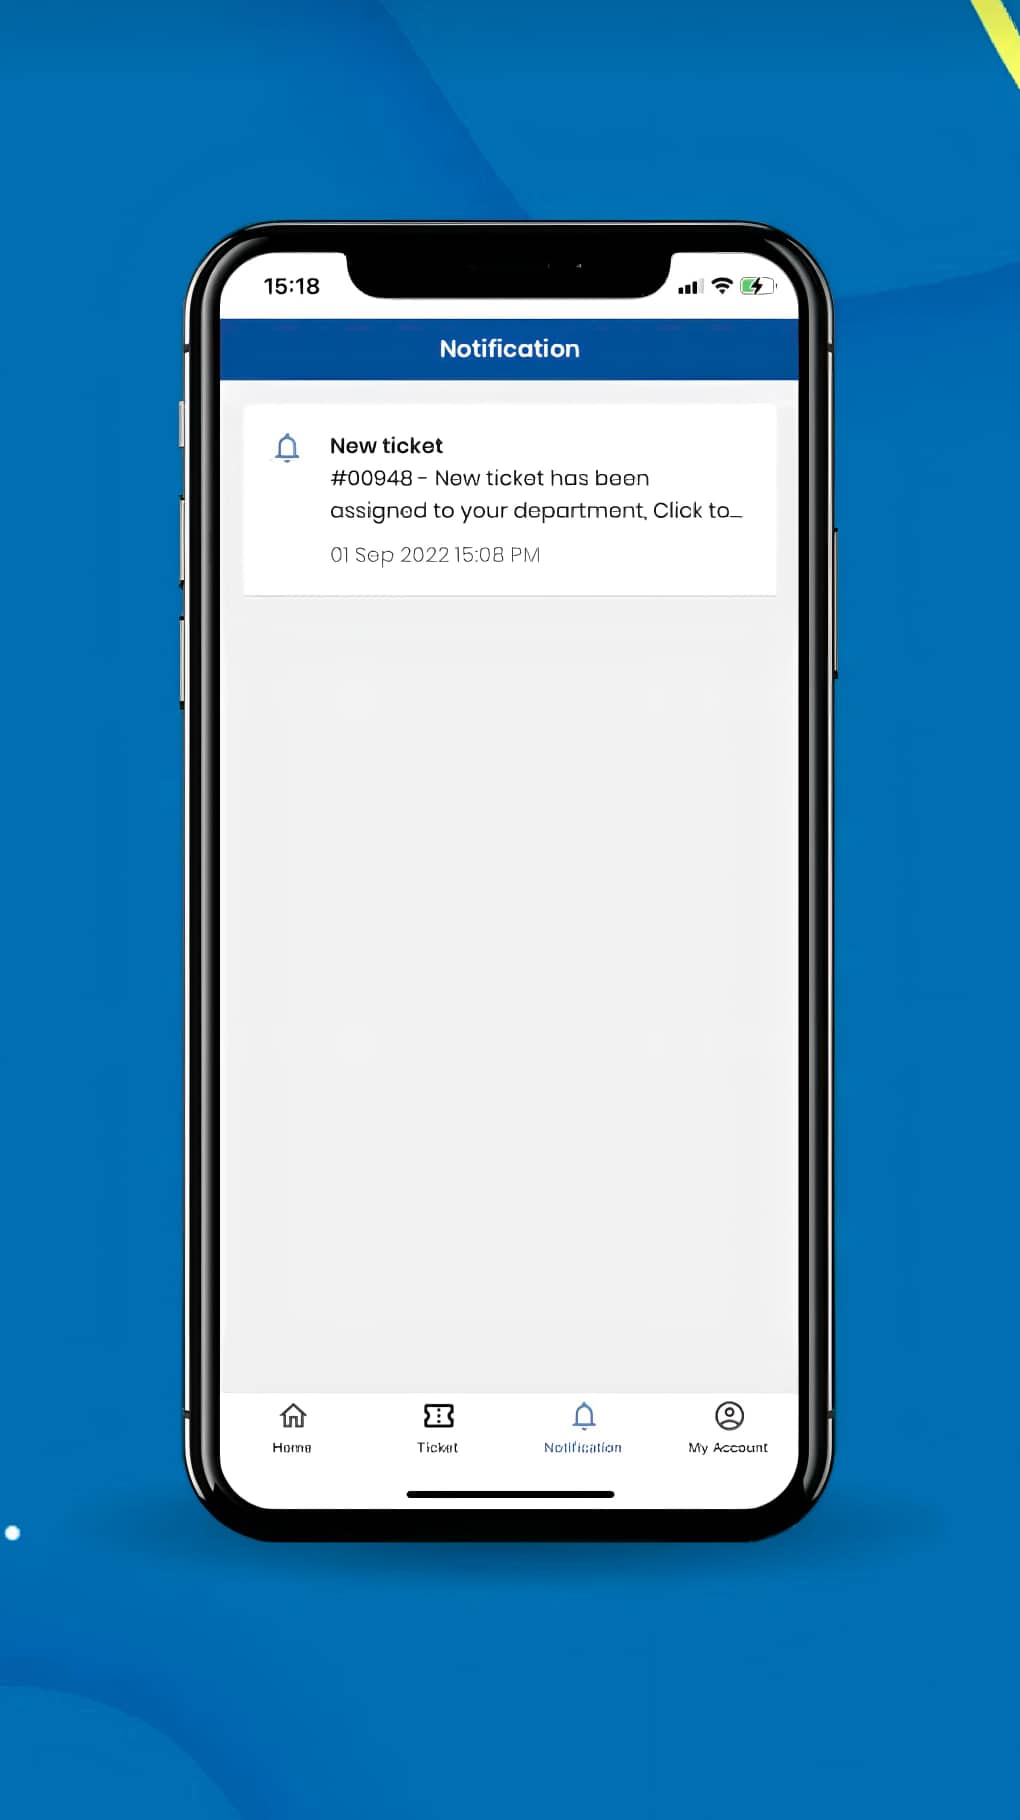 15:18
Notification
New ticket
#00948 - New ticket has been
assigned to your department, Click to...
01 Sep 2022 15:08 PM
Home
Ticket
Notification
My Account